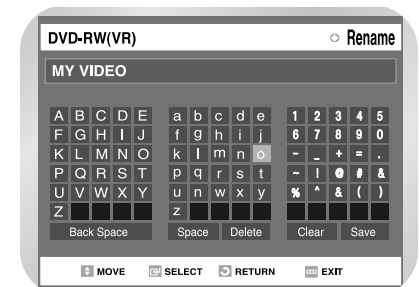 DVD-RW(VR) Rename
MY VIDEO
A B C D E a b c d e 1 2 3 4 5
F G H I J f g h i j 6 7 8 9 0
K L M N O k l m n o - _ + = .
P Q R S T p q r s t ~ ! @ # &
U V W X Y u n w x y % ^ & ( )
Z z
Back Space Space Delete Clear Save
MOVE SELECT RETURN EXIT